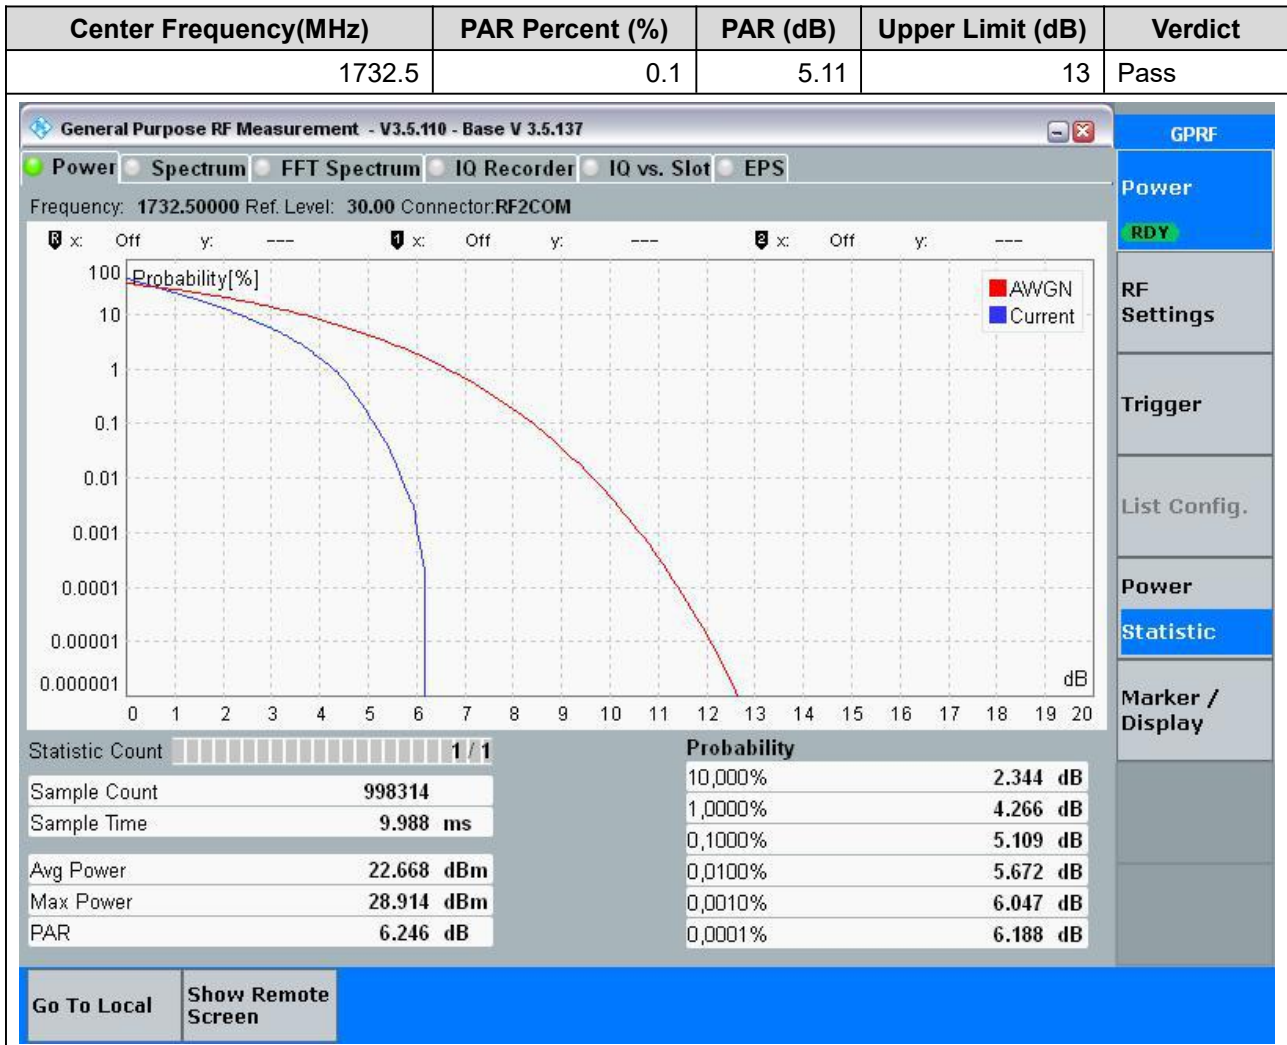 Center Frequency(MHz) PAR Percent (%) PAR (dB) Upper Limit (dB) Verdict
1732.5 0.1 5.11 13 Pass
General Purpose RF Measurement - V3.5.110 - Base V 3.5.137
GPRF
Power Spectrum FFT Spectrum IQ Recorder IQ vs. Slot EPS
Frequency: 1732.50000 Ref. Level: 30.00 Connector:RF2COM
R x: Off y: --- 1 x: Off y: --- 2 x: Off y: ---
Power
RDY
RF
Settings
Trigger
List Config.
Power
Statistic
Marker /
Display
Probability[%]
AWGN
Current
100
10
1
0.1
0.01
0.001
0.0001
0.00001
0.000001
dB
0 1 2 3 4 5 6 7 8 9 10 11 12 13 14 15 16 17 18 19 20
Statistic Count 1 / 1
Sample Count 998314
Sample Time 9.988 ms
Avg Power 22.668 dBm
Max Power 28.914 dBm
PAR 6.246 dB
Probability
10,000% 2.344 dB
1,0000% 4.266 dB
0,1000% 5.109 dB
0,0100% 5.672 dB
0,0010% 6.047 dB
0,0001% 6.188 dB
Go To Local
Show Remote
Screen